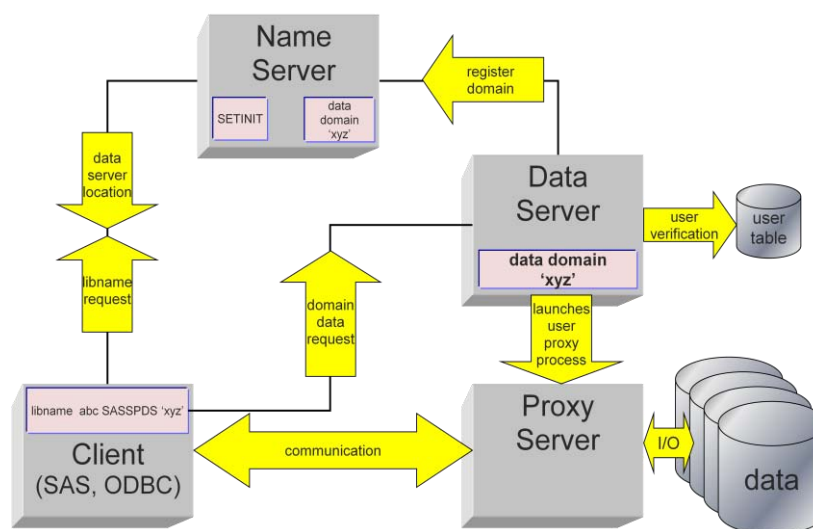 Name
Server
SETINIT
data
domain
‘xyz’
register
domain
data
server
location
libname
request
Data
Server
data domain
‘xyz’
user
verification
user
table
domain
data
request
launches
user
proxy
process
libname abc SASSPDS ‘xyz’
Client
(SAS, ODBC)
communication
Proxy
Server
I/O
data